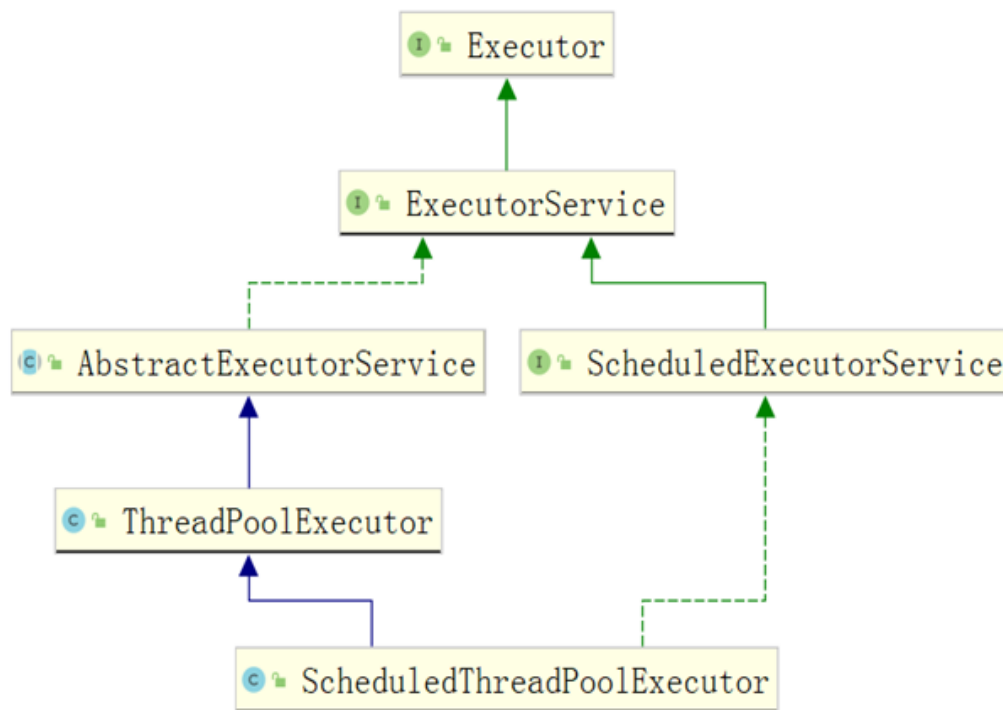 Executor
ExecutorService
AbstractExecutorService
ScheduledExecutorService
ThreadPoolExecutor
ScheduledThreadPoolExecutor